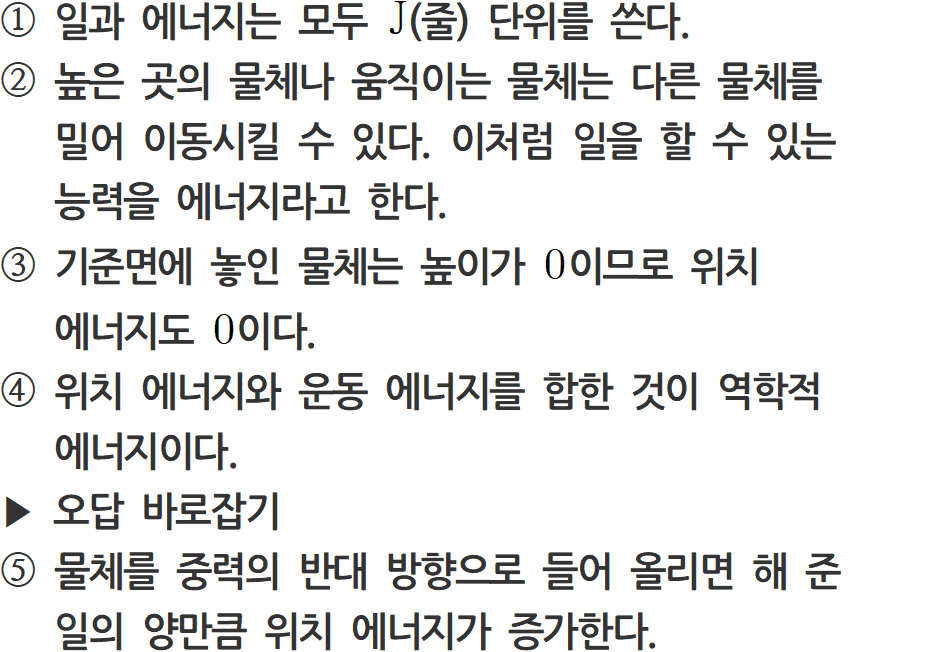 ① 일과 에너지는 모두 J(줄) 단위를 쓴다.
② 높은 곳의 물체나 움직이는 물체는 다른 물체를
밀어 이동시킬 수 있다. 이처럼 일을 할 수 있는
능력을 에너지라고 한다.
③ 기준면에 놓인 물체는 높이가 0이므로 위치
에너지도 0이다.
④ 위치 에너지와 운동 에너지를 합한 것이 역학적
에너지이다.
▶ 오답 바로잡기
⑤ 물체를 중력의 반대 방향으로 들어 올리면 해 준
일의 양만큼 위치 에너지가 증가한다.